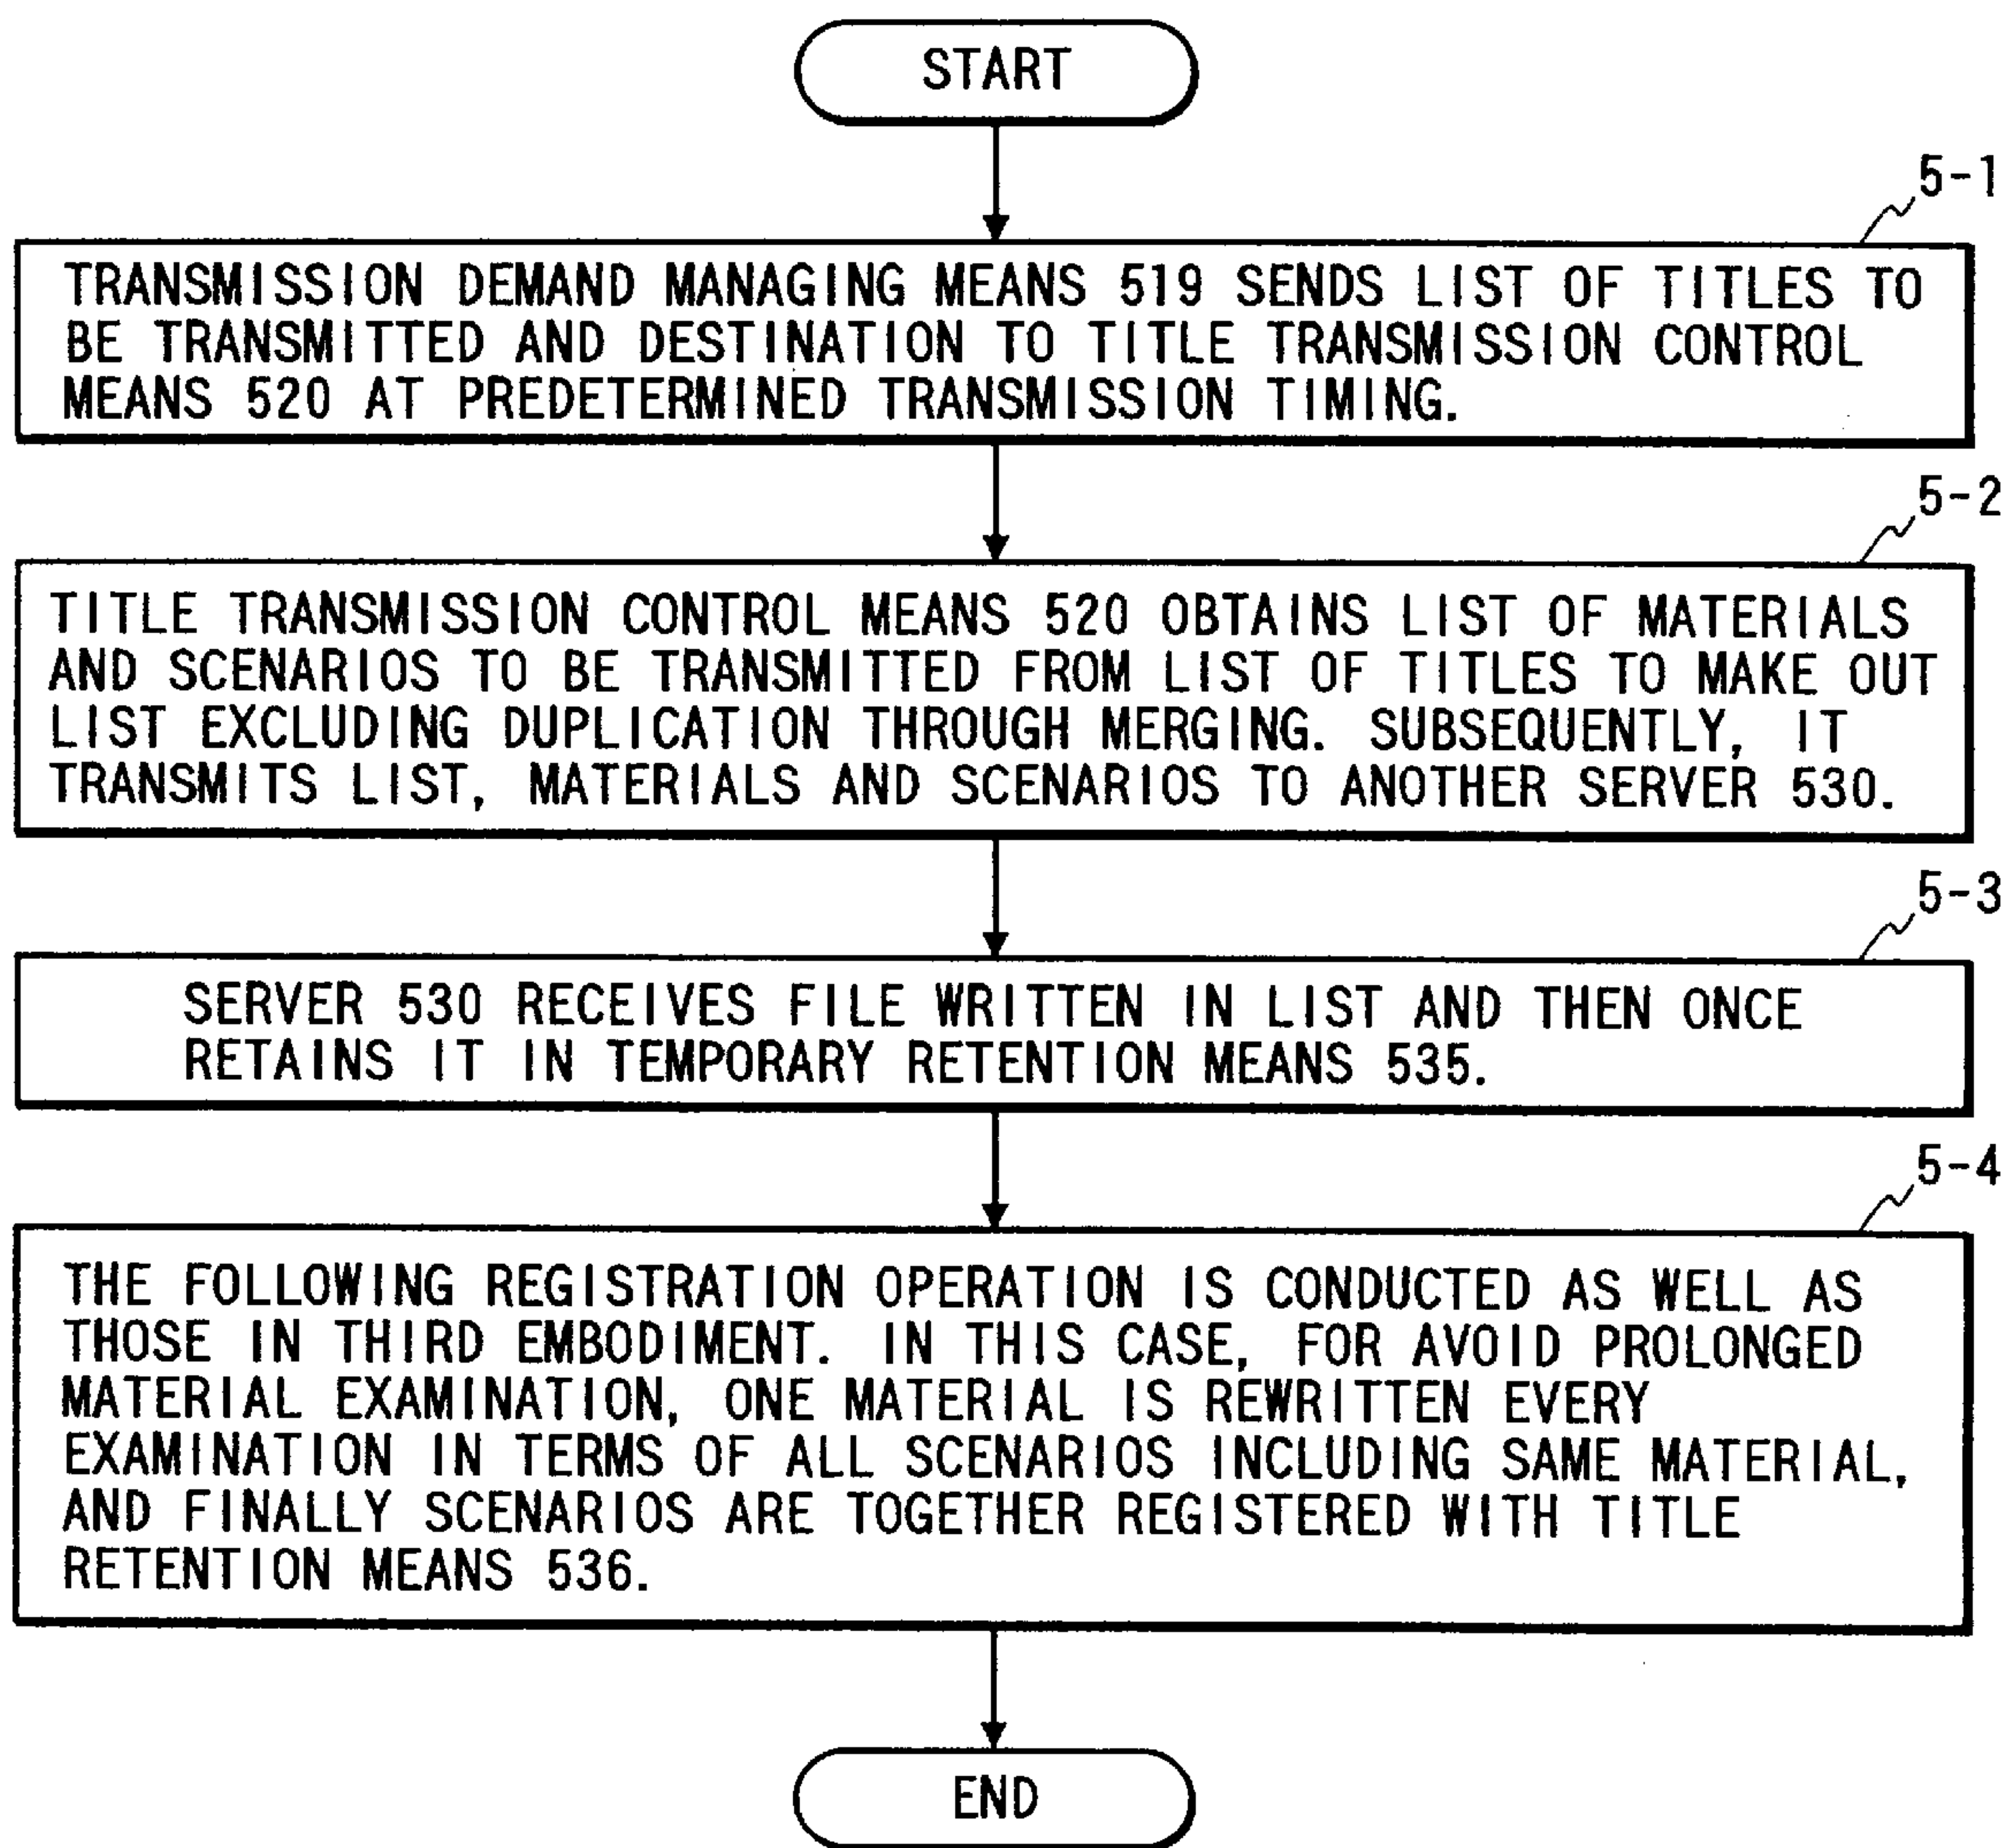 START
5-1
TRANSMISSION DEMAND MANAGING MEANS 519 SENDS LIST OF TITLES TO
BE TRANSMITTED AND DESTINATION TO TITLE TRANSMISSION CONTROL
MEANS 520 AT PREDETERMINED TRANSMISSION TIMING.
5-2
TITLE TRANSMISSION CONTROL MEANS 520 OBTAINS LIST OF MATERIALS
AND SCENARIOS TO BE TRANSMITTED FROM LIST OF TITLES TO MAKE OUT
LIST EXCLUDING DUPLICATION THROUGH MERGING. SUBSEQUENTLY, IT
TRANSMITS LIST, MATERIALS AND SCENARIOS TO ANOTHER SERVER 530.
5-3
SERVER 530 RECEIVES FILE WRITTEN IN LIST AND THEN ONCE
RETAINS IT IN TEMPORARY RETENTION MEANS 535.
5-4
THE FOLLOWING REGISTRATION OPERATION IS CONDUCTED AS WELL AS
THOSE IN THIRD EMBODIMENT. IN THIS CASE, FOR AVOID PROLONGED
MATERIAL EXAMINATION, ONE MATERIAL IS REWRITTEN EVERY
EXAMINATION IN TERMS OF ALL SCENARIOS INCLUDING SAME MATERIAL,
AND FINALLY SCENARIOS ARE TOGETHER REGISTERED WITH TITLE
RETENTION MEANS 536.
END